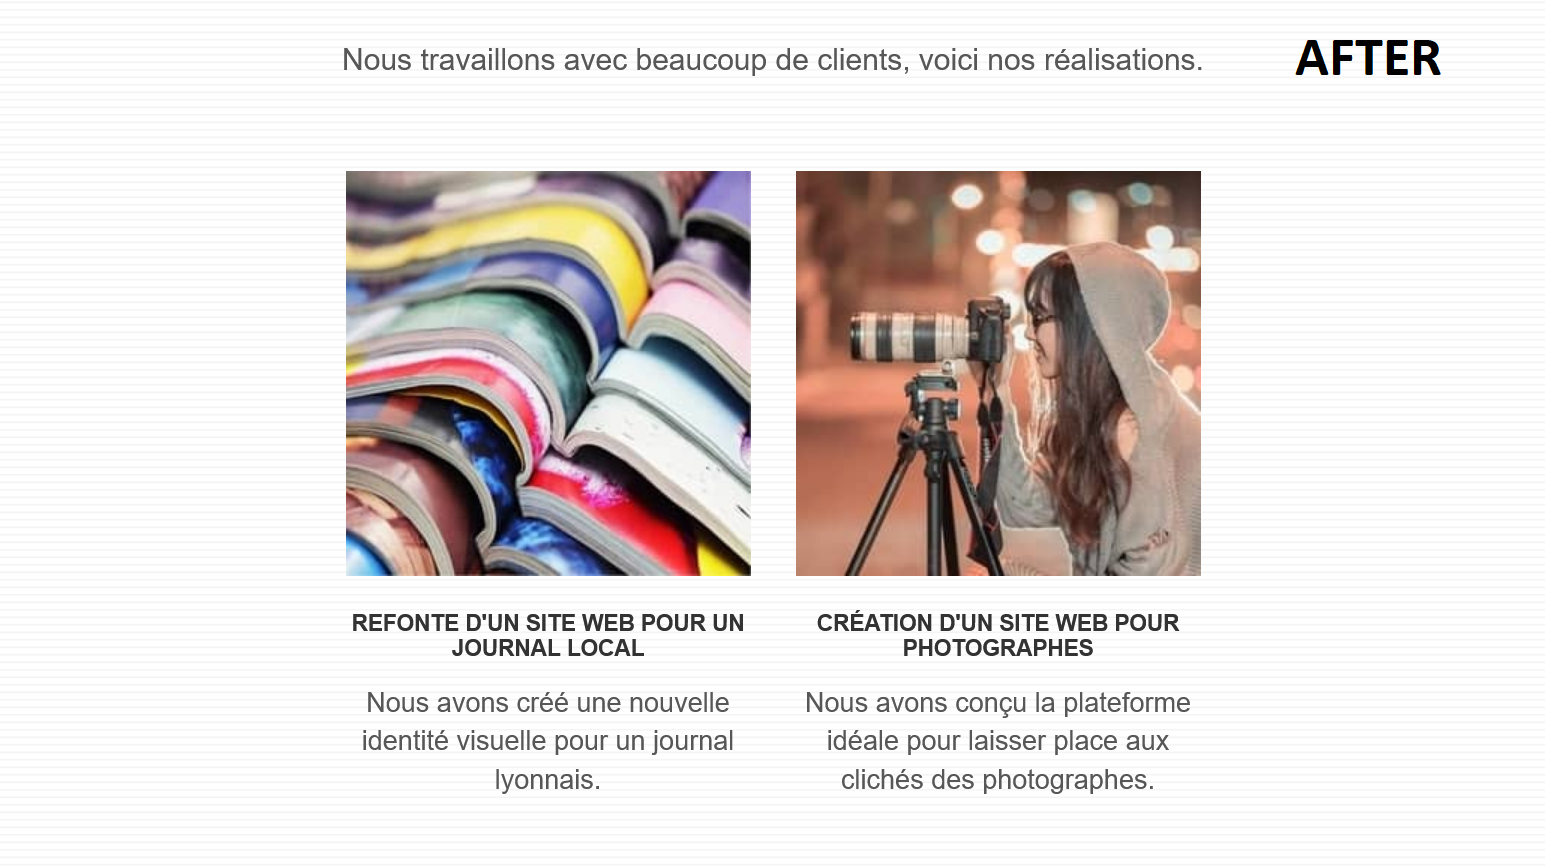 Nous travaillons avec beaucoup de clients, voici nos réalisations.
AFTER
REFONTE D'UN SITE WEB POUR UN
JOURNAL LOCAL
Nous avons créé une nouvelle
identité visuelle pour un journal
lyonnais.
CRÉATION D'UN SITE WEB POUR
PHOTOGRAPHES
Nous avons conçu la plateforme
idéale pour laisser place aux
clichés des photographes.